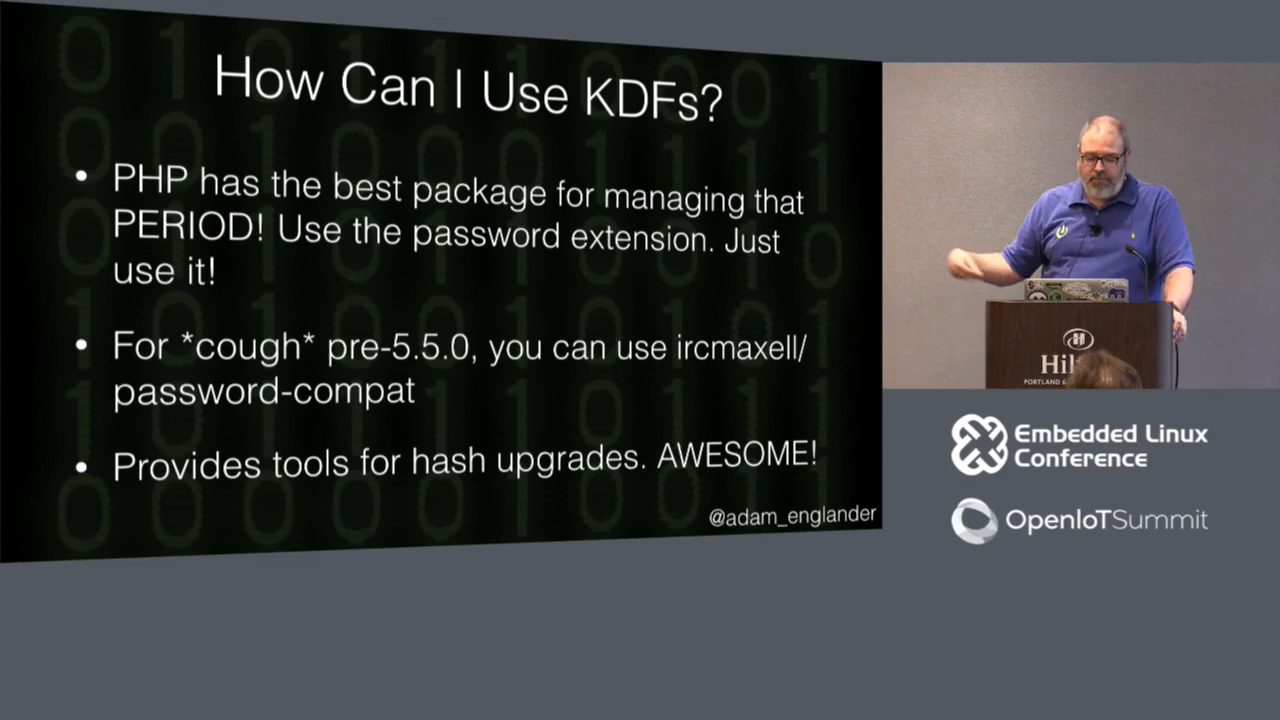 How Can I Use KDFs?
• PHP has the best package for managing that
PERIOD! Use the password extension. Just
use it!
• For *cough* pre-5.5.0, you can use ircmaxell/
password-compat
• Provides tools for hash upgrades. AWESOME!
@adam_englander
PORTLAND &
Embedded Linux
Conference
OpenIoTSummit